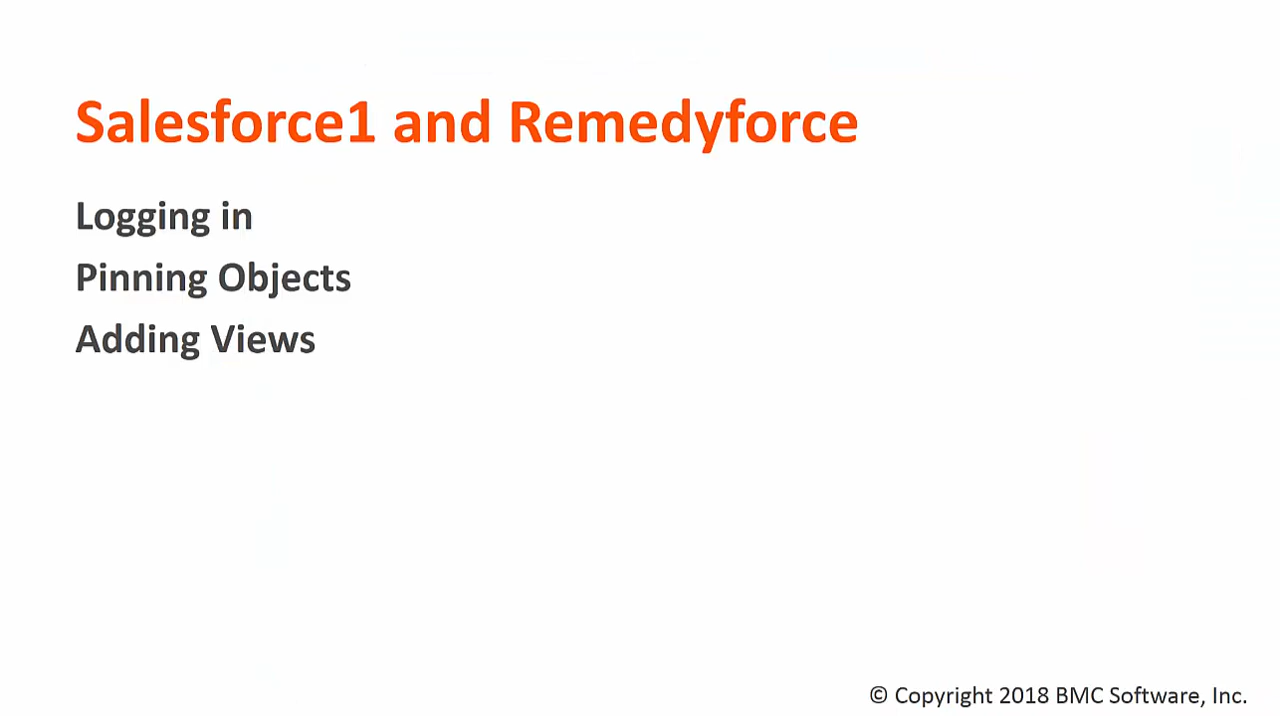 Salesforce1 and Remedyforce
Logging in
Pinning Objects
Adding Views
© Copyright 2018 BMC Software, Inc.